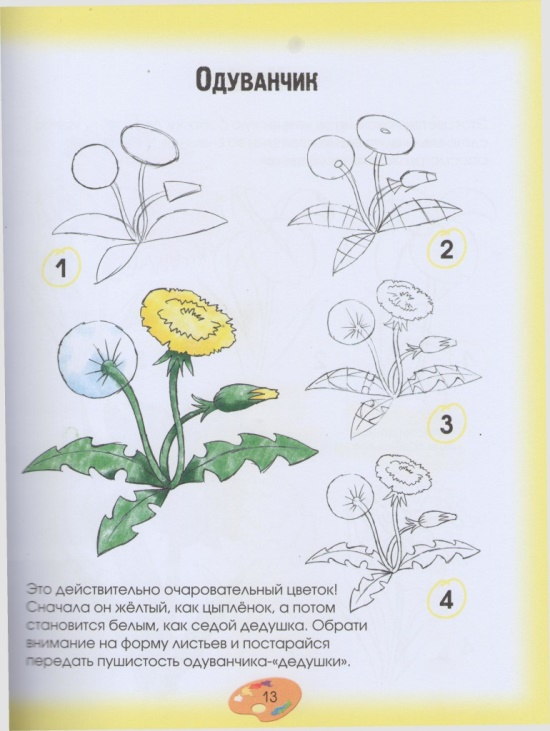 Одуванчик
1
2
3
4
Это действительно очаровательный цветок!
Сначала он жёлтый, как цыплёнок, а потом
становится белым, как седой дедушка. Обрати
внимание на форму листьев и постарайся
передать пушистость одуванчика-«дедушки».
13